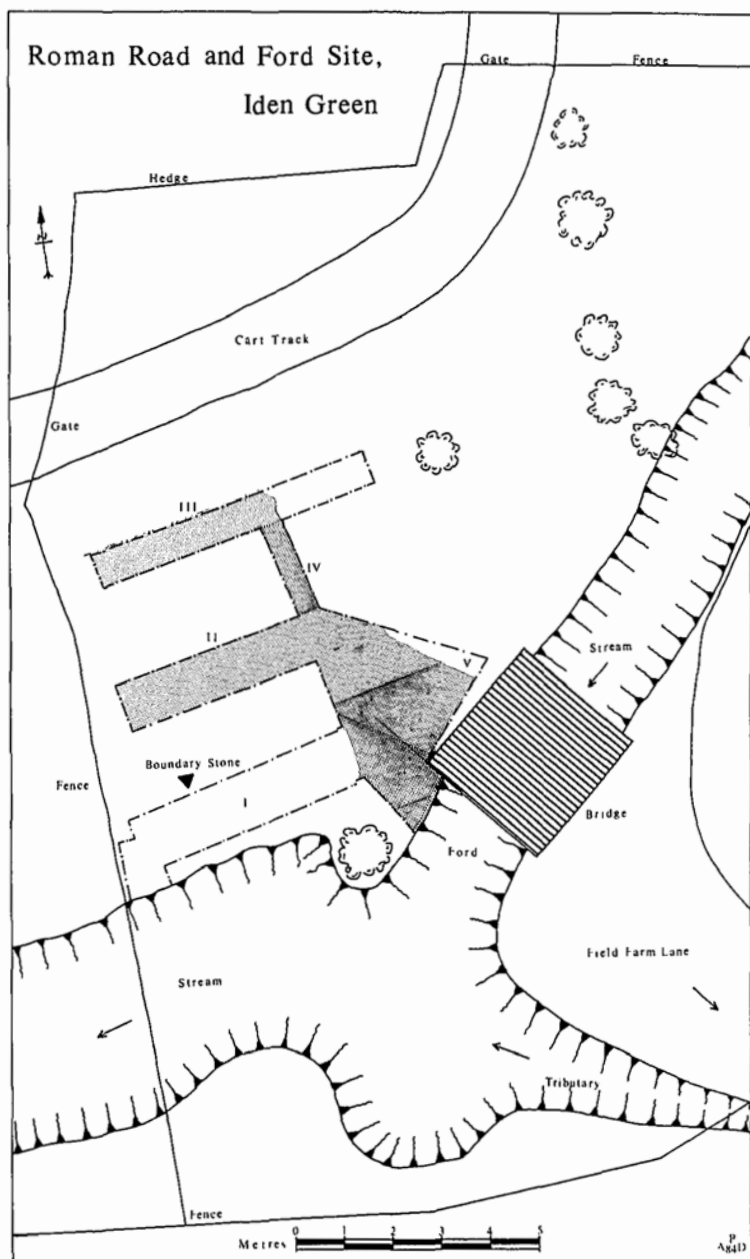 Roman Road and Ford Site,
Iden Green
Gate
Fence
Hedge
N
Cart Track
Gate
III
IV
II
V
Stream
Boundary Stone
Fence
I
Bridge
Ford
Field Farm Lane
Stream
Tributary
Fence
Metres 0 1 2 3 4 5